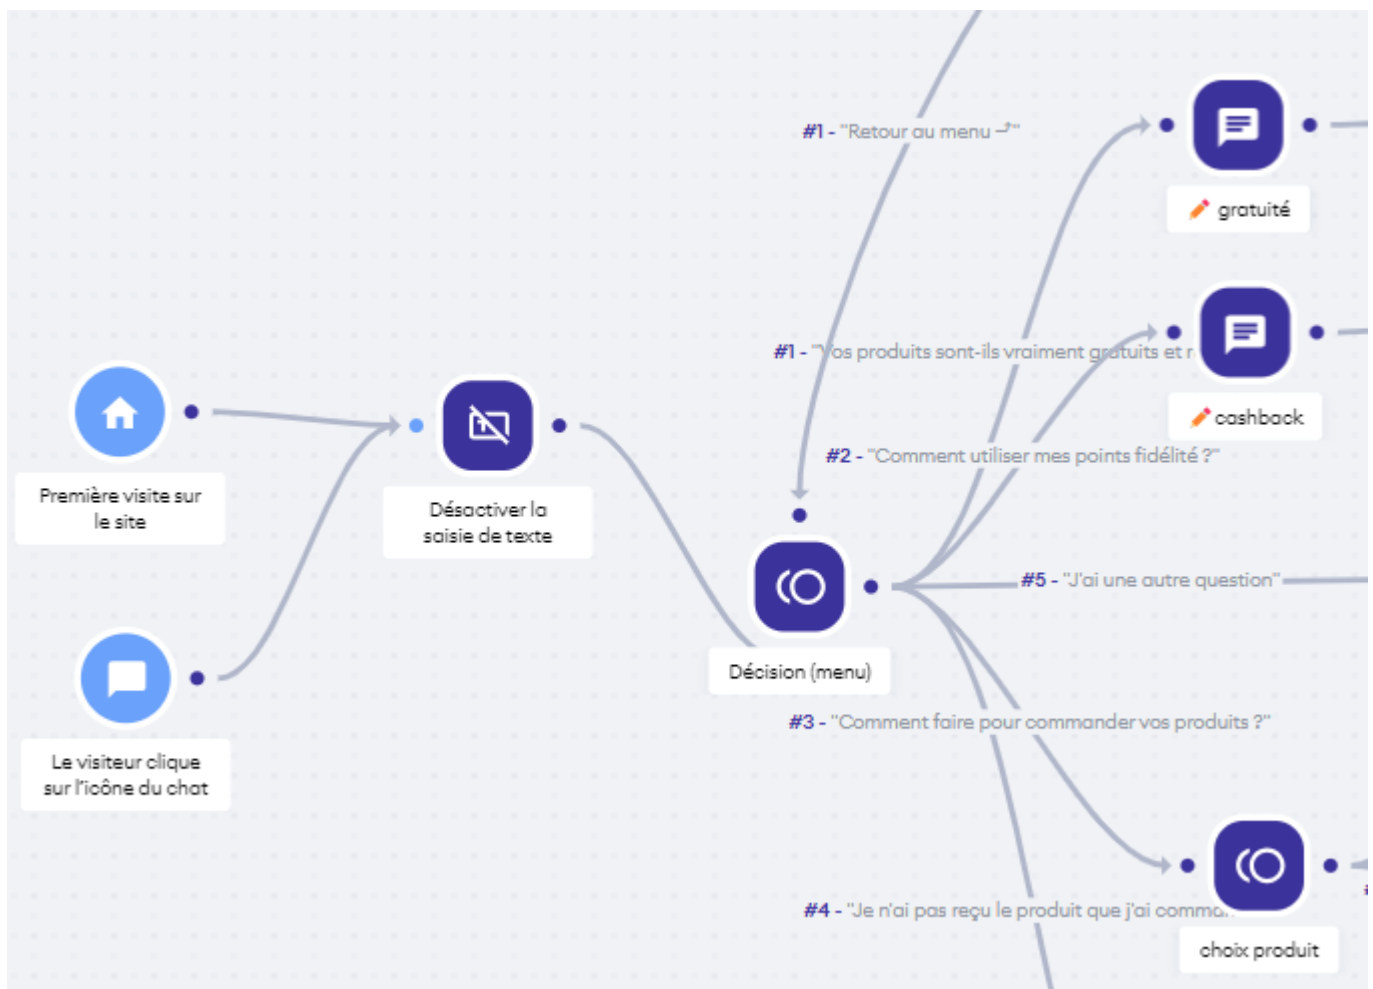 #1 - "Retour au menu ⤴"
gratuité
#1 - "Vos produits sont-ils vraiment gratuits et
cashback
Première visite sur
le site
Désactiver la
saisie de texte
#2 - "Comment utiliser mes points fidélité ?"
#5 - "J'ai une autre question"
Décision (menu)
#3 - "Comment faire pour commander vos produits ?"
Le visiteur clique
sur l'icône du chat
#4 - "Je n'ai pas reçu le produit que j'ai
choix produit